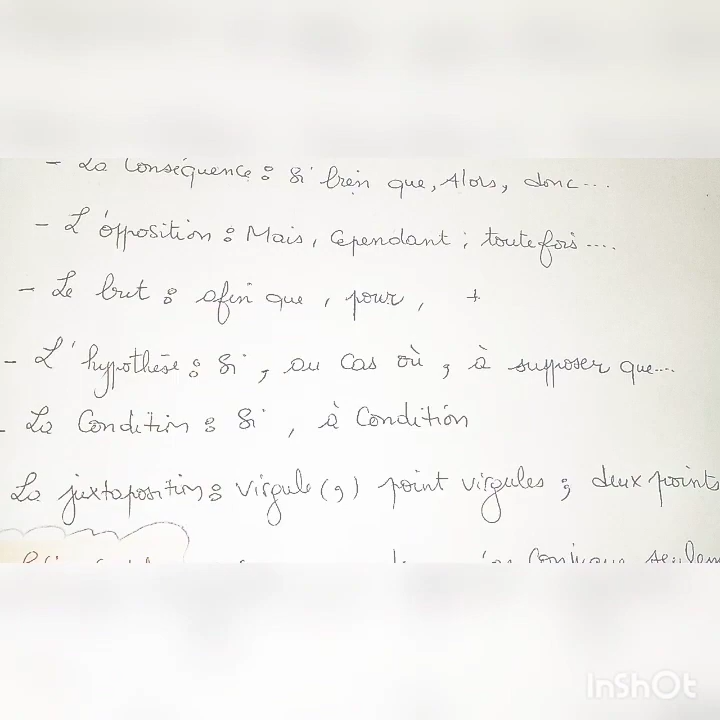 - La Conséquence : Si bien que, Alors, donc...
- L'opposition : Mais, Cependant ; toutefois....
- Le but : afin que, pour, +
- L'hypothèse : Si, au cas où, à supposer que...
- La Condition : Si, à Condition
La juxtaposition : virgule (,) point virgules ; deux points
InShOt